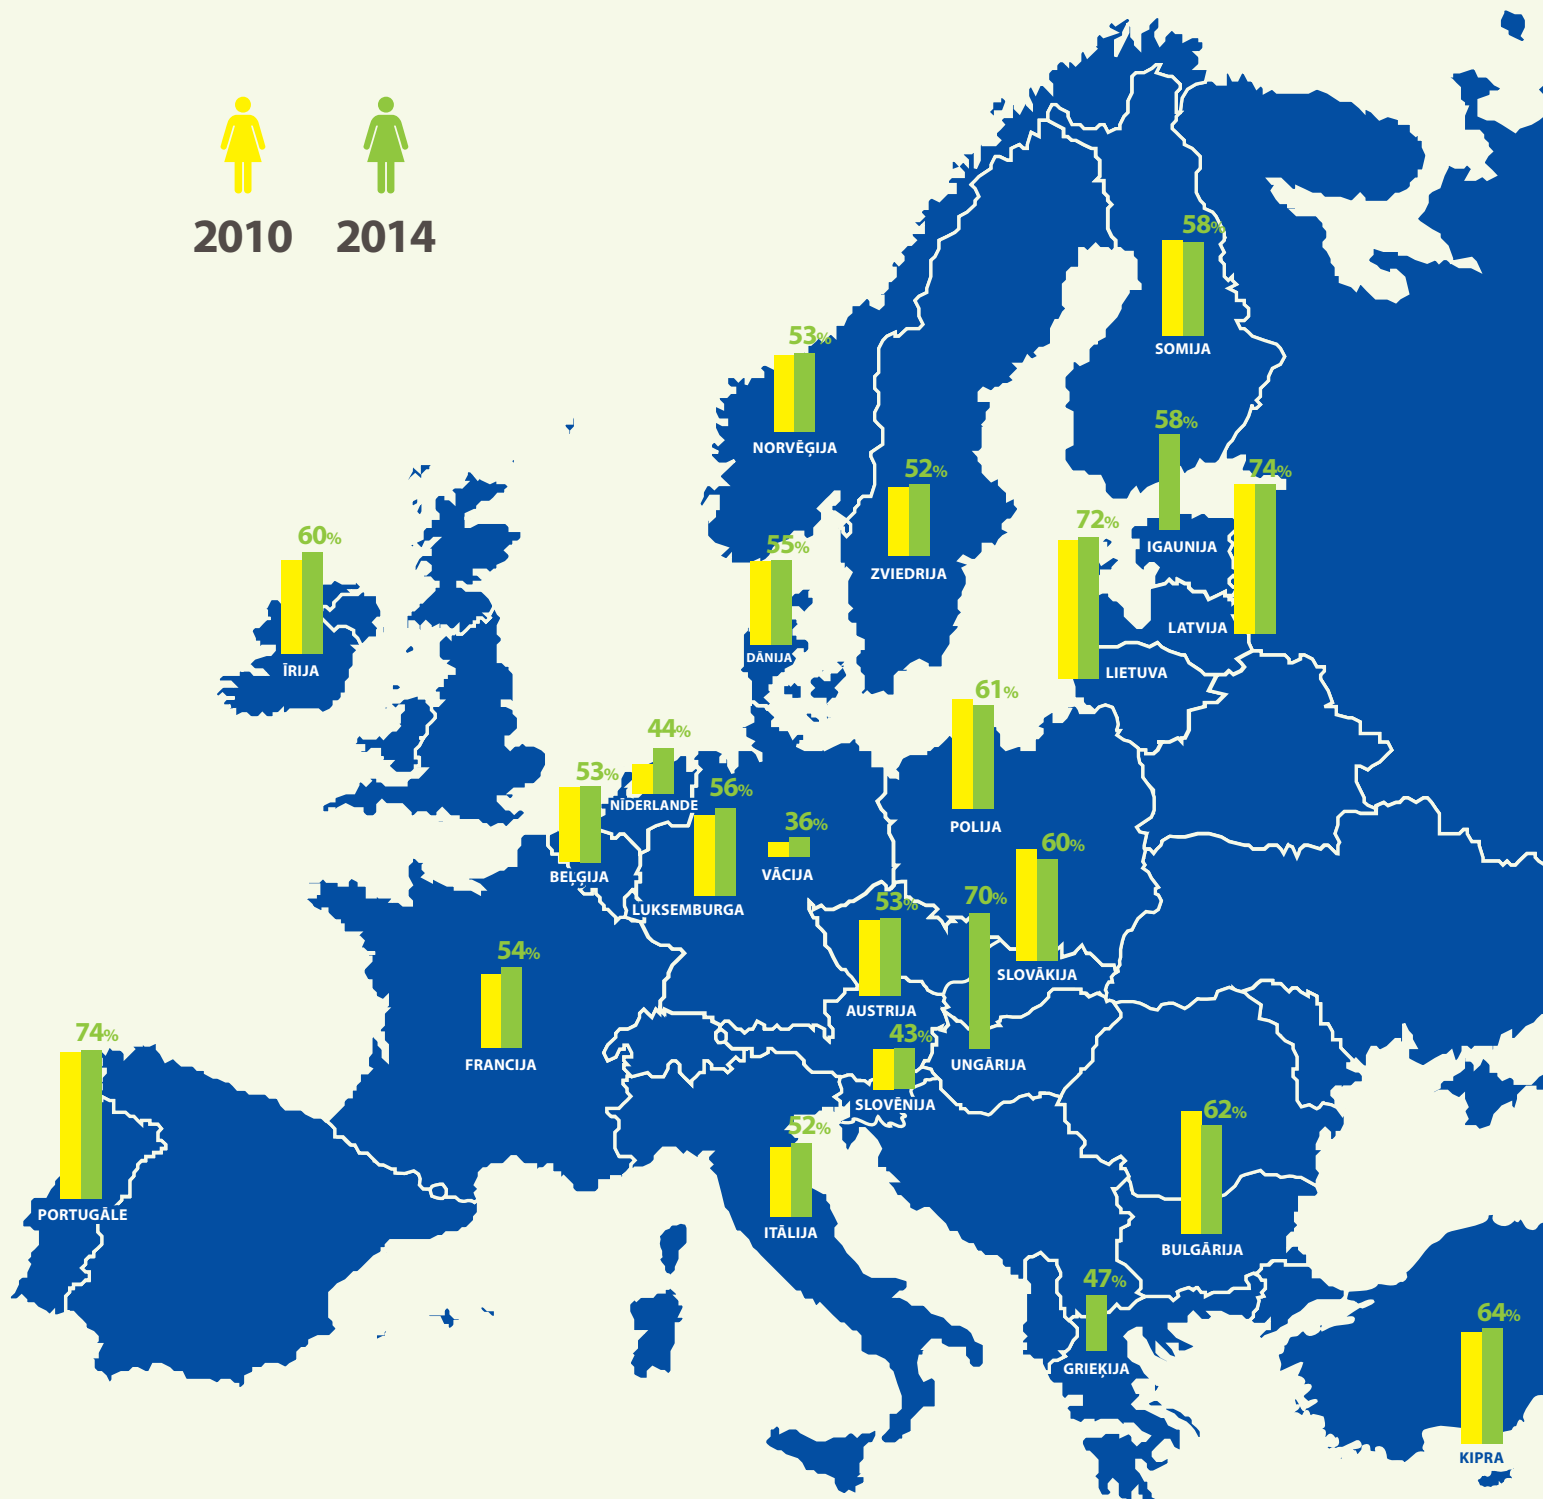 2010 2014
58%
SOMIJA
53%
NORVĒĢIJA
58%
IGAUNIJA
52%
ZVIEDRIJA
74%
LATVIJA
72%
LIETUVA
60%
ĪRIJA
55%
DĀNIJA
61%
POLIJA
44%
NĪDERLANDE
53%
BEĻĢIJA
56%
LUKSEMBURGA
36%
VĀCIJA
60%
SLOVĀKIJA
70%
UNGĀRIJA
53%
AUSTRIJA
54%
FRANCIJA
43%
SLOVĒNIJA
74%
PORTUGĀLE
52%
ITĀLIJA
62%
BULGĀRIJA
47%
GRIEĶIJA
64%
KIPRA